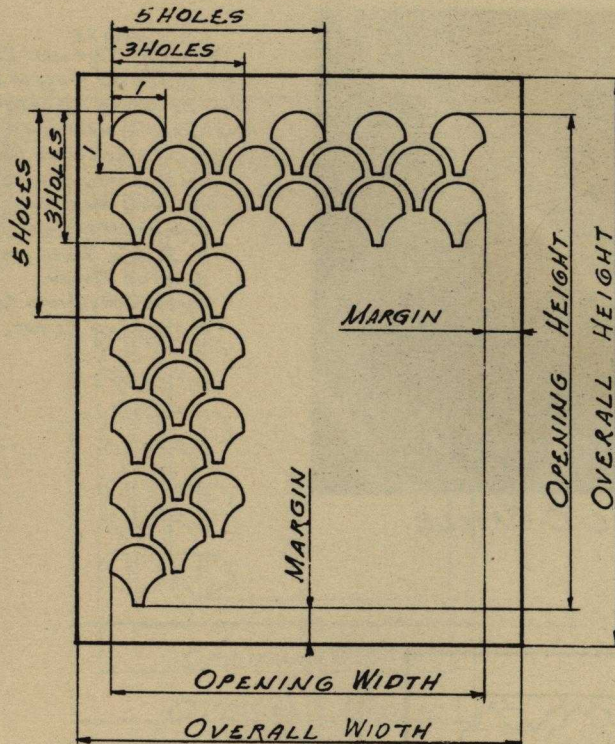 5 HOLES
3 HOLES
1
1
3 HOLES
5 HOLES
MARGIN
OPENING HEIGHT
OVERALL HEIGHT
MARGIN
OPENING WIDTH
OVERALL WIDTH